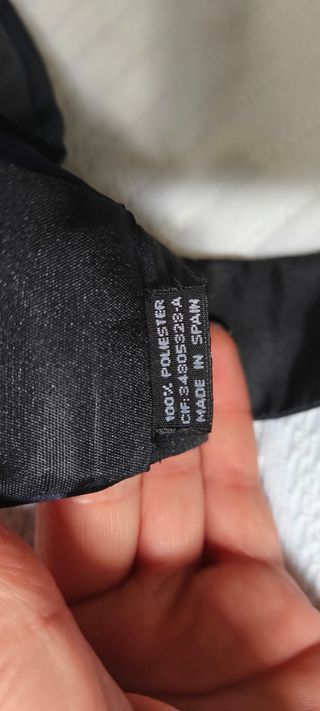 100% POLIESTER
CIF:34805328-A
MADE IN SPAIN